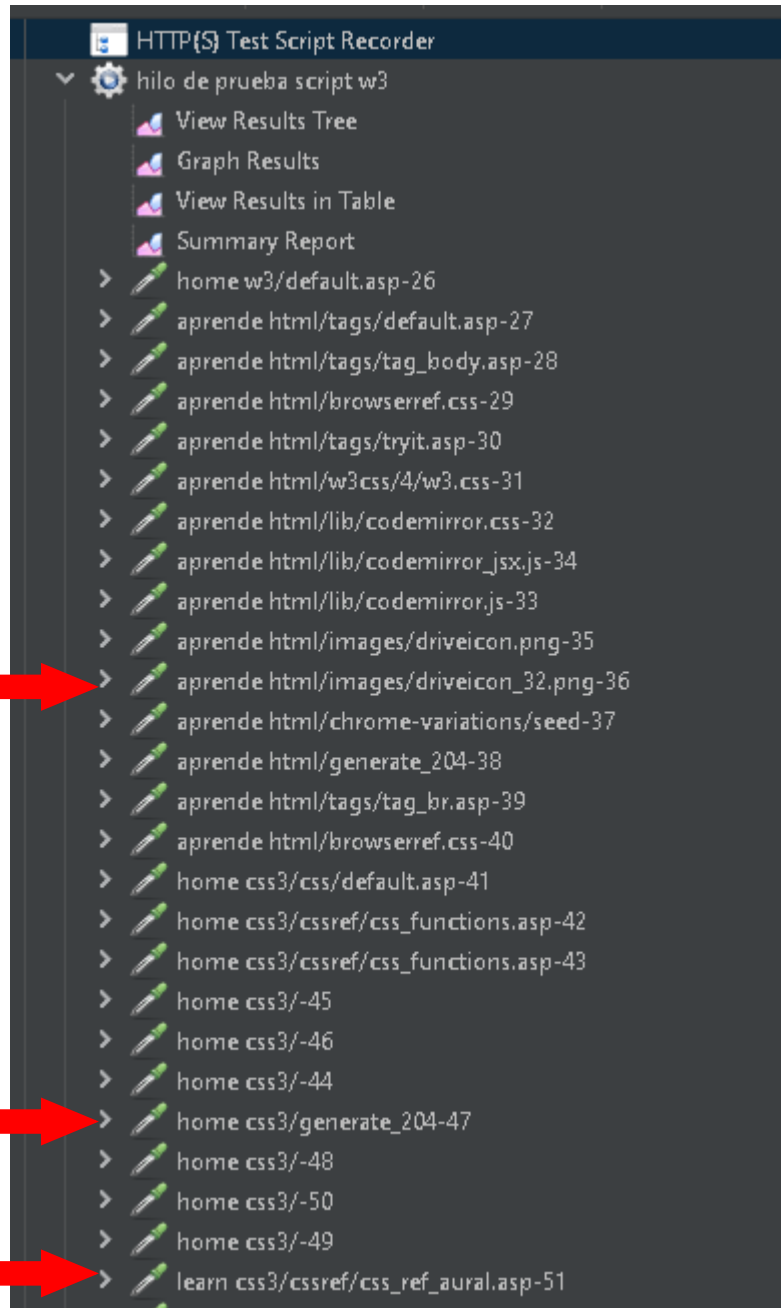 HTTP(S) Test Script Recorder
hilo de prueba script w3
View Results Tree
Graph Results
View Results in Table
Summary Report
home w3/default.asp-26
aprende html/tags/default.asp-27
aprende html/tags/tag_body.asp-28
aprende html/browserref.css-29
aprende html/tags/tryit.asp-30
aprende html/w3css/4/w3.css-31
aprende html/lib/codemirror.css-32
aprende html/lib/codemirror_jsx.js-34
aprende html/lib/codemirror.js-33
aprende html/images/driveicon.png-35
aprende html/images/driveicon_32.png-36
aprende html/chrome-variations/seed-37
aprende html/generate_204-38
aprende html/tags/tag_br.asp-39
aprende html/browserref.css-40
home css3/css/default.asp-41
home css3/cssref/css_functions.asp-42
home css3/cssref/css_functions.asp-43
home css3/-45
home css3/-46
home css3/-44
home css3/generate_204-47
home css3/-48
home css3/-50
home css3/-49
learn css3/cssref/css_ref_aural.asp-51